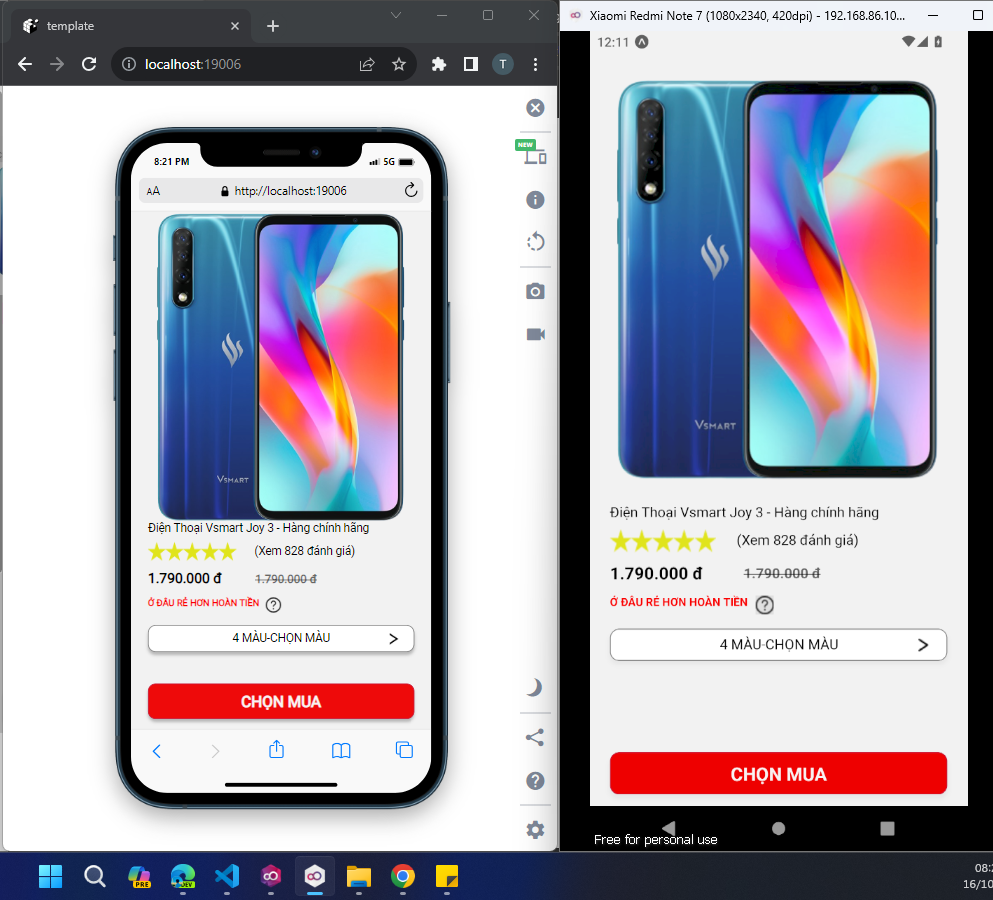 template
localhost:19006
T
8:21 PM
5G
AA
http://localhost:19006
VSMART
Điện Thoại Vsmart Joy 3 - Hàng chính hãng
(Xem 828 đánh giá)
1.790.000 đ
1.790.000 đ
Ở ĐÂU RẺ HƠN HOÀN TIỀN
?
4 MÀU-CHỌN MÀU
CHỌN MUA
NEW
Xiaomi Redmi Note 7 (1080x2340, 420dpi) - 192.168.86.10...
12:11
VSMART
Điện Thoại Vsmart Joy 3 - Hàng chính hãng
(Xem 828 đánh giá)
1.790.000 đ
1.790.000 đ
Ở ĐÂU RẺ HƠN HOÀN TIỀN
?
4 MÀU-CHỌN MÀU
CHỌN MUA
Free for personal use
PRE
DEV
08:
16/10